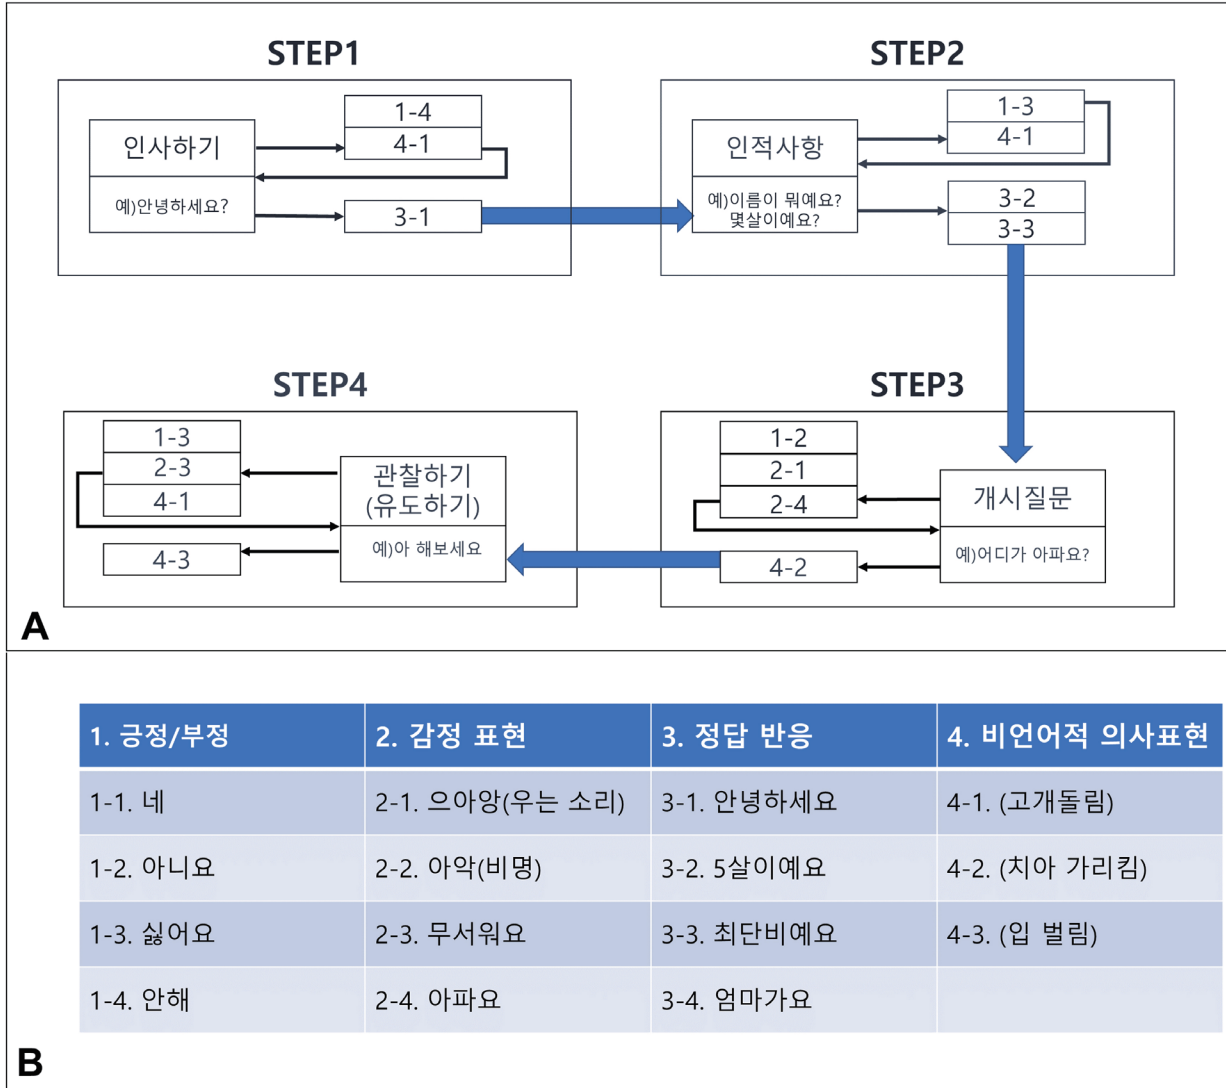 STEP1
인사하기
예)안녕하세요?
1-4
4-1
3-1
STEP2
인적사항
예)이름이 뭐예요?
몇살이예요?
1-3
4-1
3-2
3-3
STEP4
1-3
2-3
4-1
4-3
관찰하기
(유도하기)
예)아 해보세요
STEP3
1-2
2-1
2-4
4-2
개시질문
예)어디가 아파요?
A
1. 긍정/부정 2. 감정 표현 3. 정답 반응 4. 비언어적 의사표현
1-1. 네 2-1. 으아앙(우는 소리) 3-1. 안녕하세요 4-1. (고개돌림)
1-2. 아니요 2-2. 아악(비명) 3-2. 5살이예요 4-2. (치아 가리킴)
1-3. 싫어요 2-3. 무서워요 3-3. 최단비예요 4-3. (입 벌림)
1-4. 안해 2-4. 아파요 3-4. 엄마가요
B